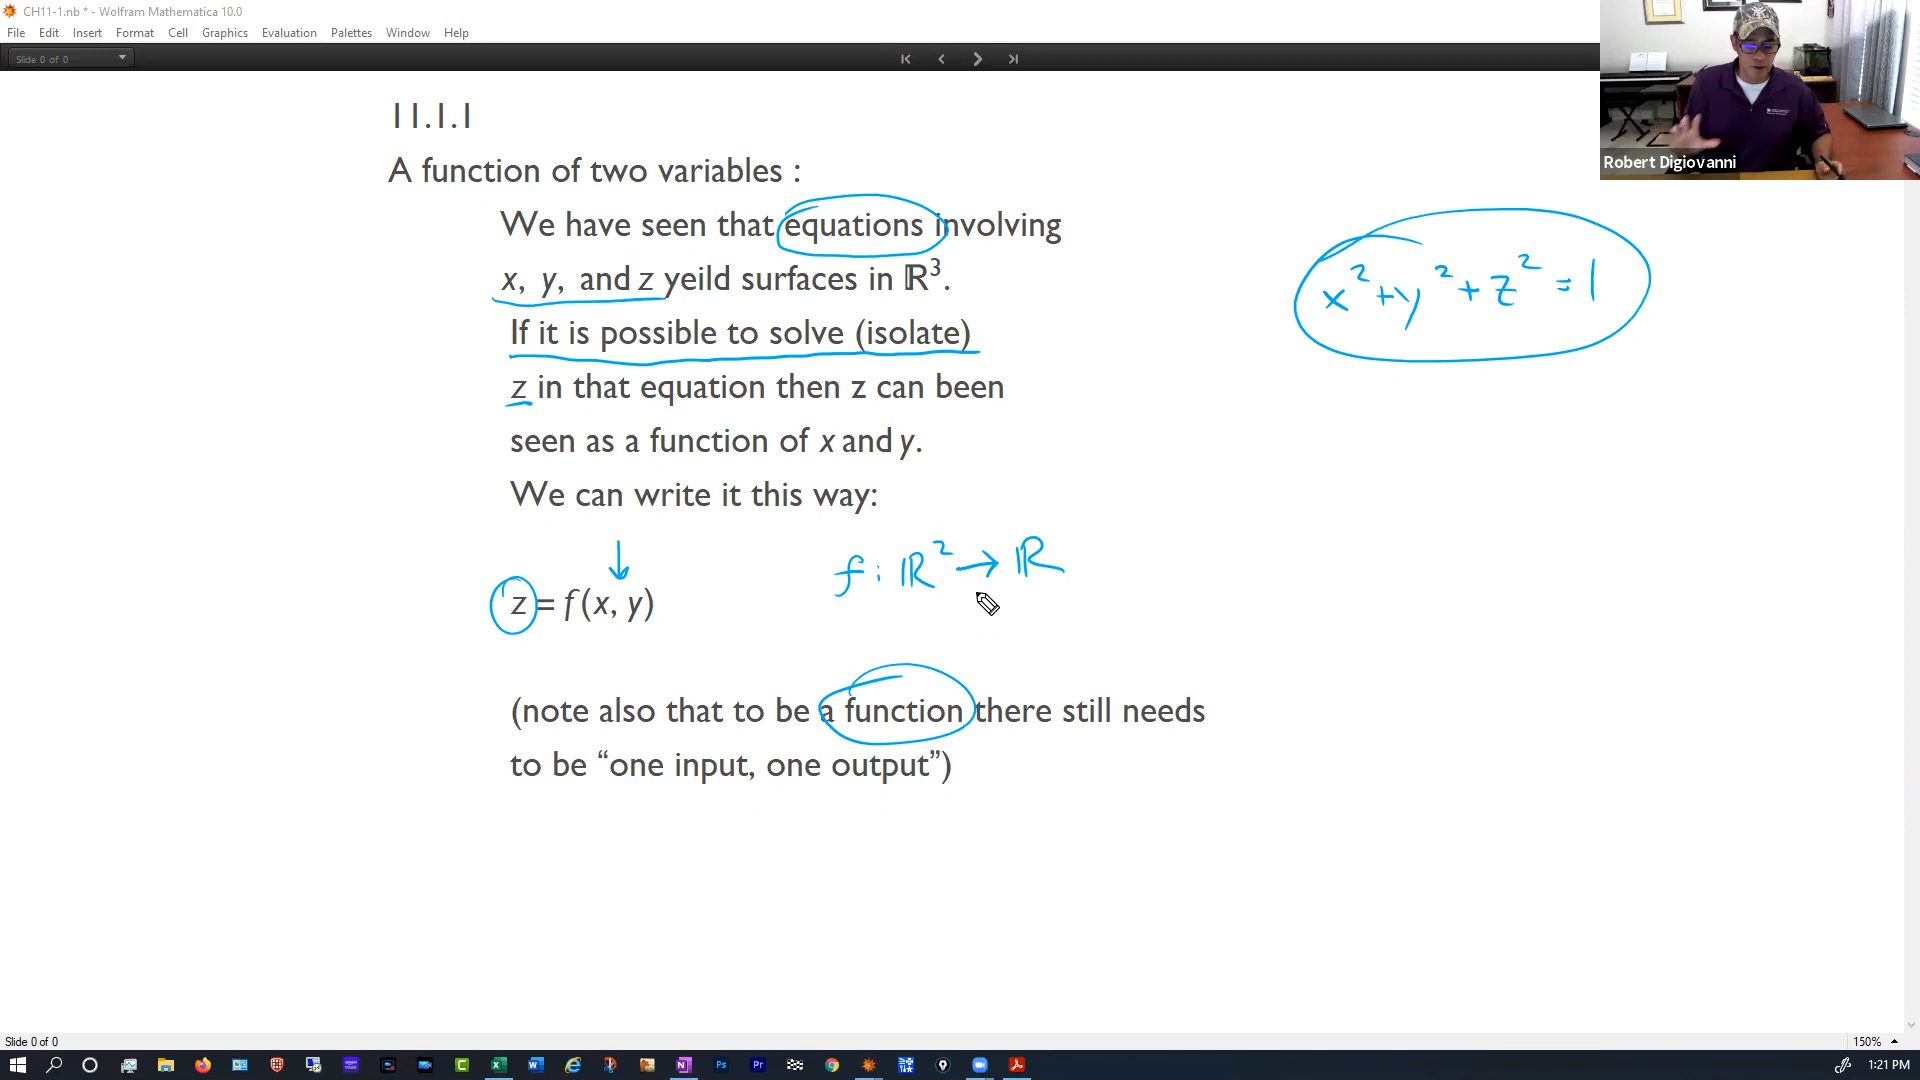 CH11-1.nb * - Wolfram Mathematica 10.0
File Edit Insert Format Cell Graphics Evaluation Palettes Window Help
Slide 0 of 0
Robert Digiovanni
11.1.1
A function of two variables :
We have seen that equations involving
x, y, and z yeild surfaces in ℝ³.
x² + y² + z² = 1
If it is possible to solve (isolate)
z in that equation then z can been
seen as a function of x and y.
We can write it this way:
f : ℝ² → ℝ
z = f(x, y)
(note also that to be a function there still needs
to be “one input, one output”)
Slide 0 of 0
150%
1:21 PM